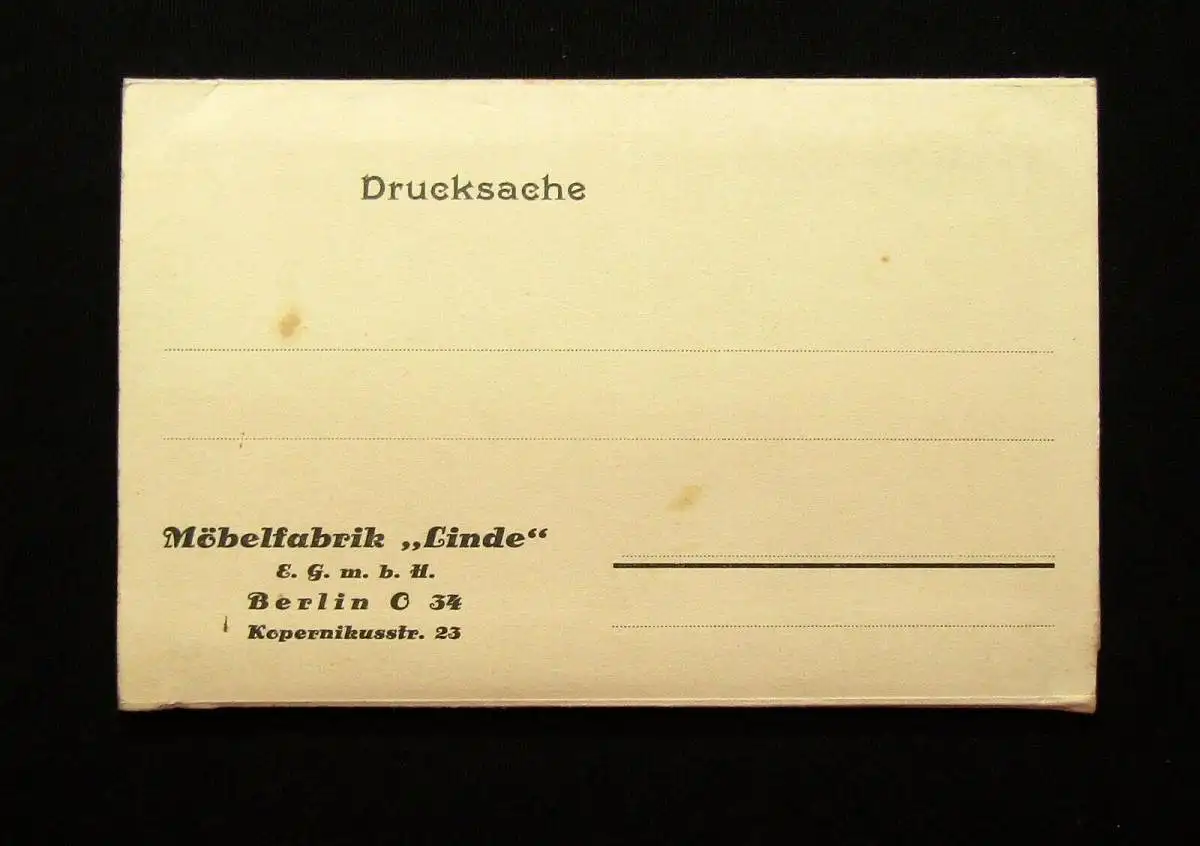 Drucksache
Möbelfabrik „Linde“
E. G. m. b. H.
Berlin O 34
Kopernikusstr. 23